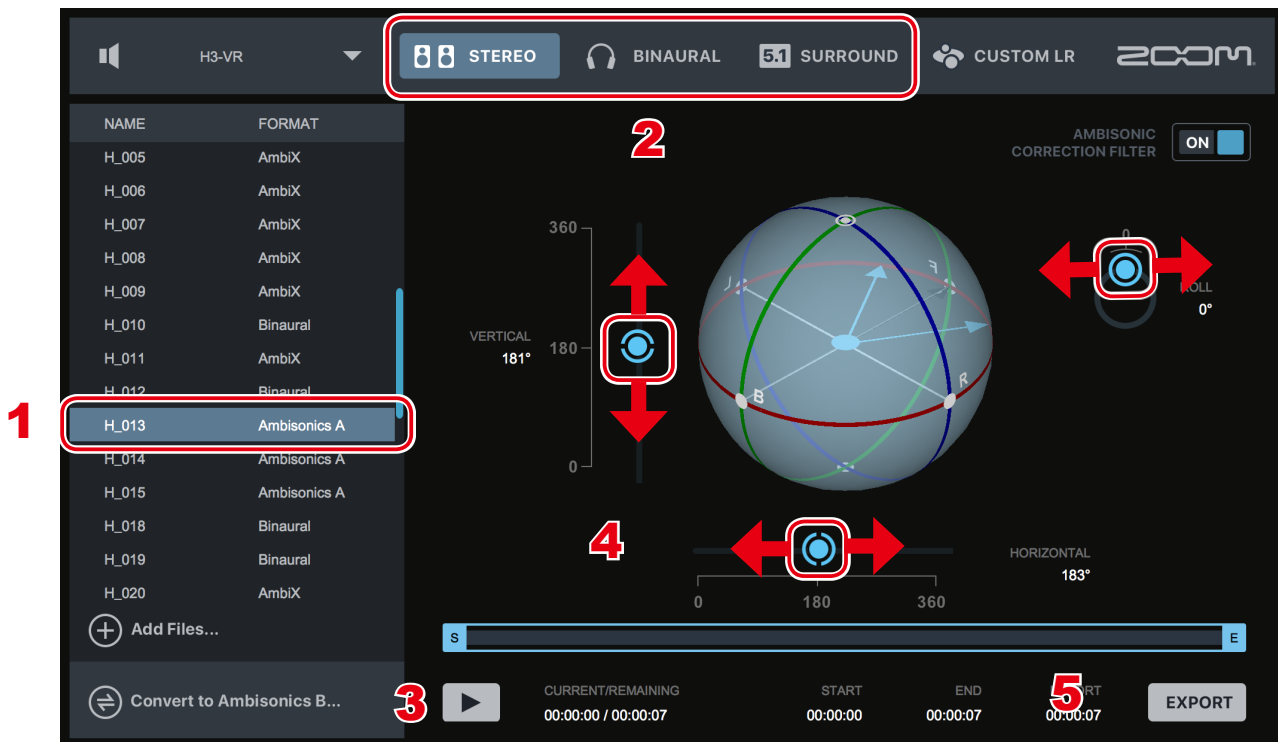 H3-VR
STEREO
BINAURAL
5.1 SURROUND
CUSTOM LR
ZOOM
2
NAME FORMAT
H_005 AmbiX
H_006 AmbiX
H_007 AmbiX
H_008 AmbiX
H_009 AmbiX
H_010 Binaural
H_011 AmbiX
H_012 Binaural
1
H_013 Ambisonics A
H_014 Ambisonics A
H_015 Ambisonics A
H_018 Binaural
H_019 Binaural
H_020 AmbiX
Add Files...
Convert to Ambisonics B...
AMBISONIC
CORRECTION FILTER
ON
360
VERTICAL
181°
180
0
L
F
B
R
0
ROLL
0°
4
HORIZONTAL
183°
0 180 360
S E
3
CURRENT/REMAINING
00:00:00 / 00:00:07
START
00:00:00
END
00:00:07
5
00:00:07
EXPORT